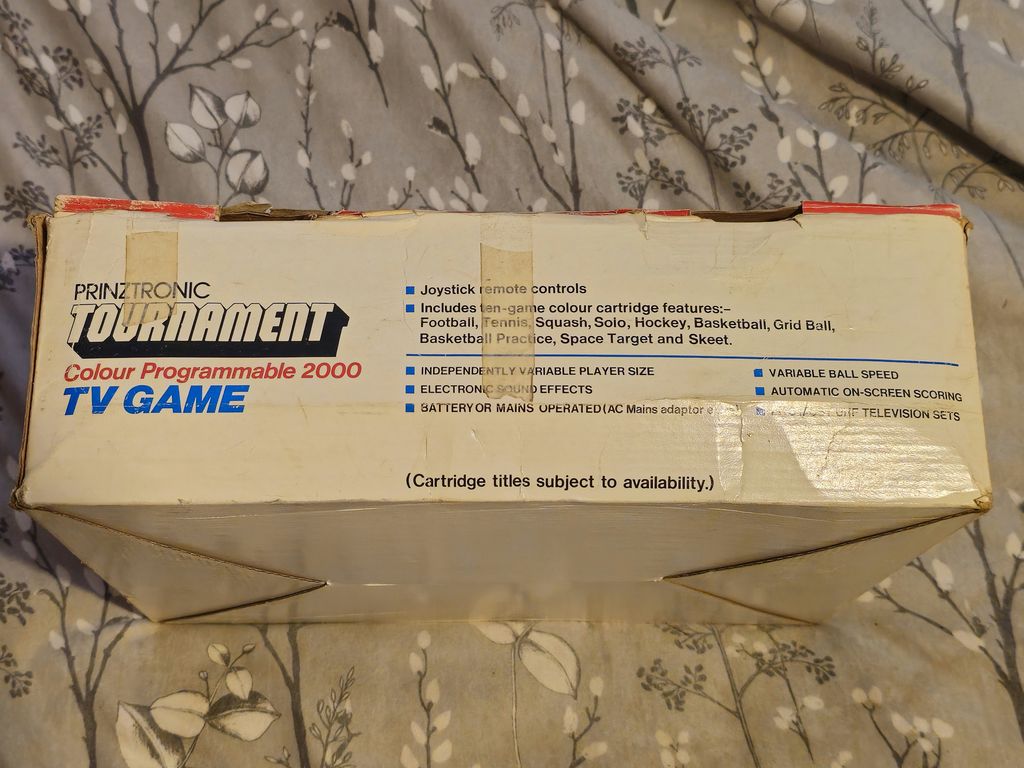 PRINZTRONIC
TOURNAMENT
Colour Programmable 2000
TV GAME
■ Joystick remote controls
■ Includes ten-game colour cartridge features:–
Football, Tennis, Squash, Solo, Hockey, Basketball, Grid Ball,
Basketball Practice, Space Target and Skeet.
■ INDEPENDENTLY VARIABLE PLAYER SIZE
■ ELECTRONIC SOUND EFFECTS
■ BATTERY OR MAINS OPERATED (AC Mains adaptor
■ VARIABLE BALL SPEED
■ AUTOMATIC ON-SCREEN SCORING
■ UHF TELEVISION SETS
(Cartridge titles subject to availability.)